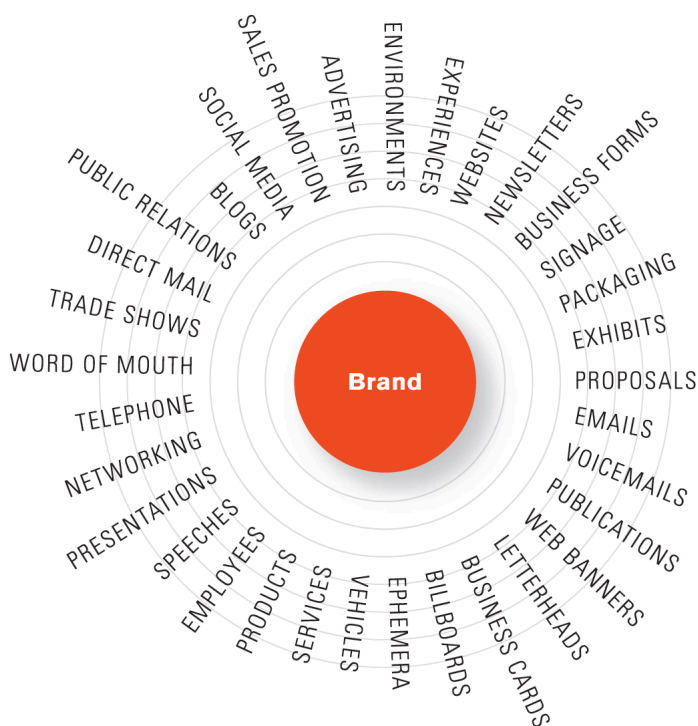 Brand
ENVIRONMENTS
EXPERIENCES
WEBSITES
NEWSLETTERS
BUSINESS FORMS
SIGNAGE
PACKAGING
EXHIBITS
PROPOSALS
EMAILS
VOICEMAILS
PUBLICATIONS
WEB BANNERS
LETTERHEADS
BUSINESS CARDS
BILLBOARDS
EPHEMERA
VEHICLES
SERVICES
PRODUCTS
EMPLOYEES
SPEECHES
PRESENTATIONS
NETWORKING
TELEPHONE
WORD OF MOUTH
TRADE SHOWS
DIRECT MAIL
PUBLIC RELATIONS
BLOGS
SOCIAL MEDIA
SALES PROMOTION
ADVERTISING